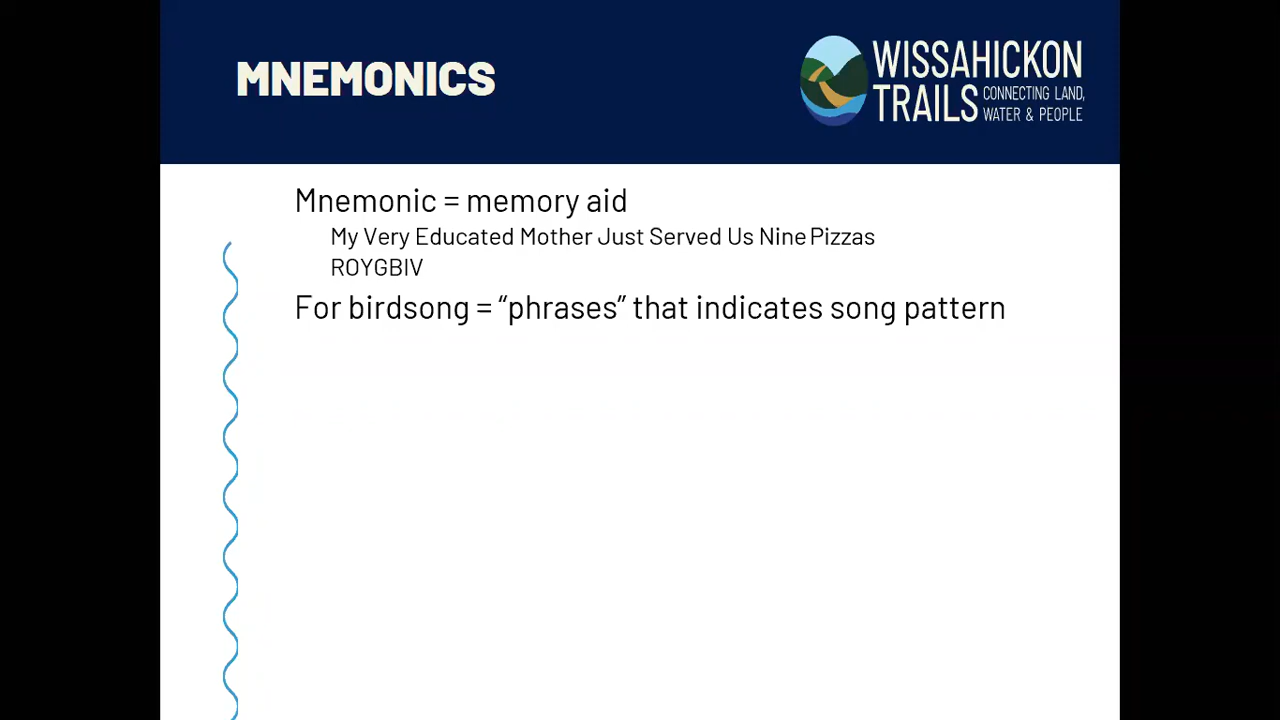 MNEMONICS
WISSAHICKON
TRAILS CONNECTING LAND,
WATER & PEOPLE
Mnemonic = memory aid
My Very Educated Mother Just Served Us Nine Pizzas
ROYGBIV
For birdsong = “phrases” that indicates song pattern